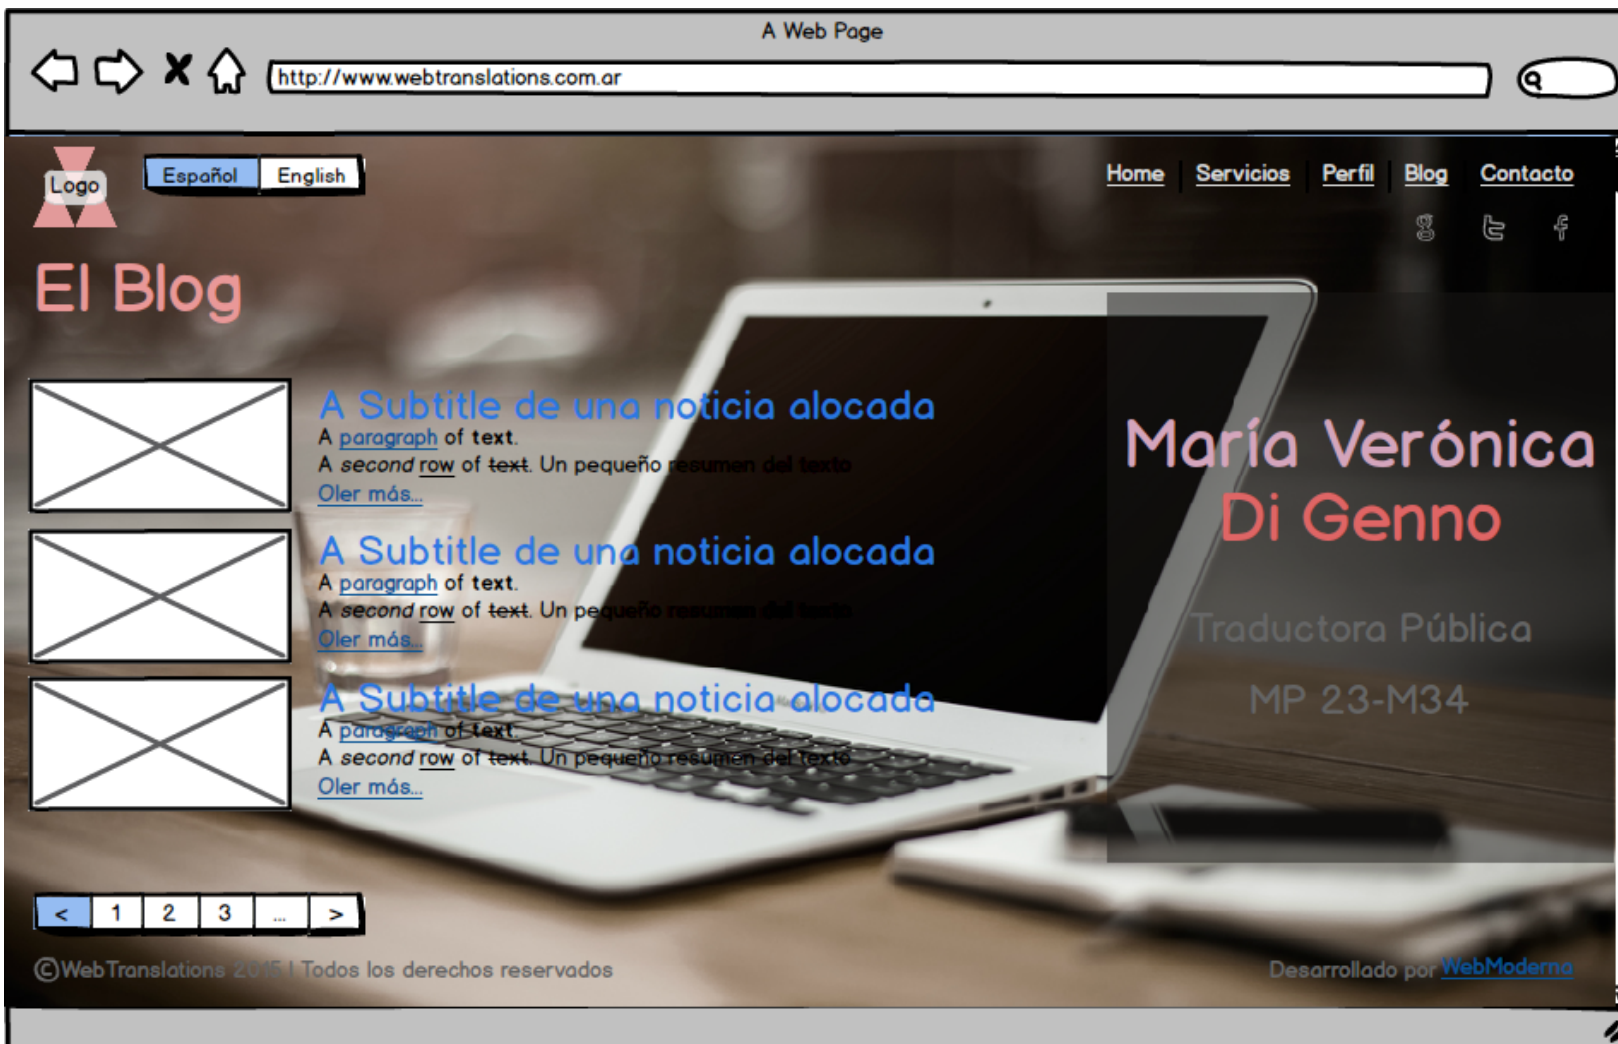 A Web Page
http://www.webtranslations.com.ar
Logo
Español English
Home Servicios Perfil Blog Contacto
g t f
El Blog
A Subtitle de una noticia alocada
A paragraph of text.
A second row of text. Un pequeño resumen del texto
Oler más...
A Subtitle de una noticia alocada
A paragraph of text.
A second row of text. Un pequeño resumen del texto
Oler más...
A Subtitle de una noticia alocada
A paragraph of text.
A second row of text. Un pequeño resumen del texto
Oler más...
María Verónica
Di Genno
Traductora Pública
MP 23-M34
< 1 2 3 ... >
©WebTranslations 2015 | Todos los derechos reservados
Desarrollado por WebModerna